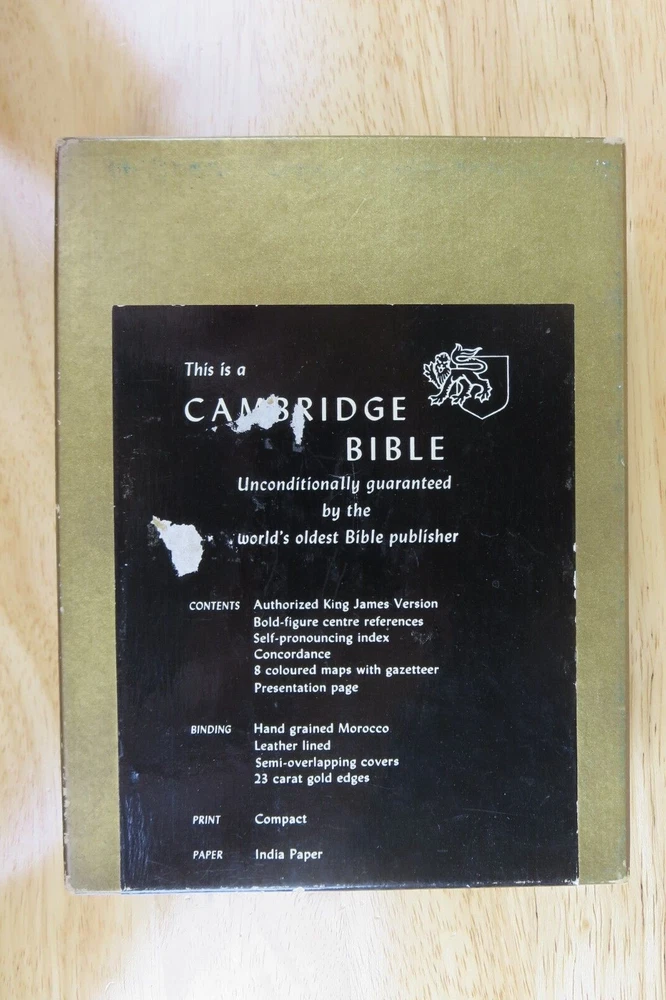 This is a
CAMBRIDGE
BIBLE
Unconditionally guaranteed
by the
world's oldest Bible publisher
CONTENTS Authorized King James Version
Bold-figure centre references
Self-pronouncing index
Concordance
8 coloured maps with gazetteer
Presentation page
BINDING Hand grained Morocco
Leather lined
Semi-overlapping covers
23 carat gold edges
PRINT Compact
PAPER India Paper